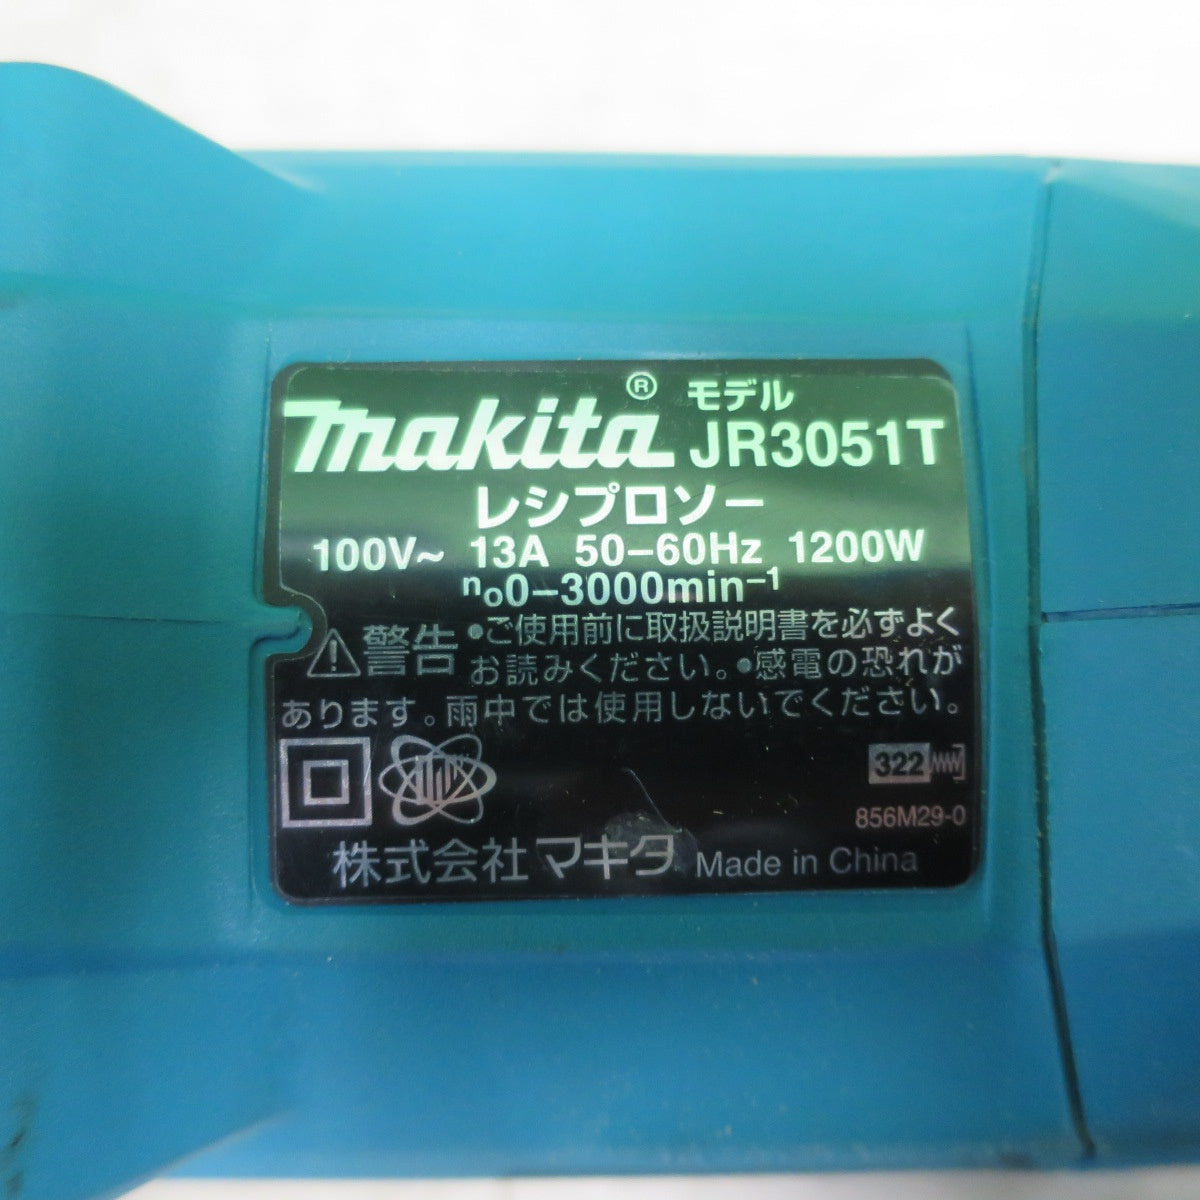 makita® モデル
JR3051T
レシプロソー
100V~ 13A 50-60Hz 1200W
no0-3000min-1
警告 •ご使用前に取扱説明書を必ずよく
お読みください。•感電の恐れが
あります。雨中では使用しないでください。
322
856M29-0
株式会社マキタ Made in China